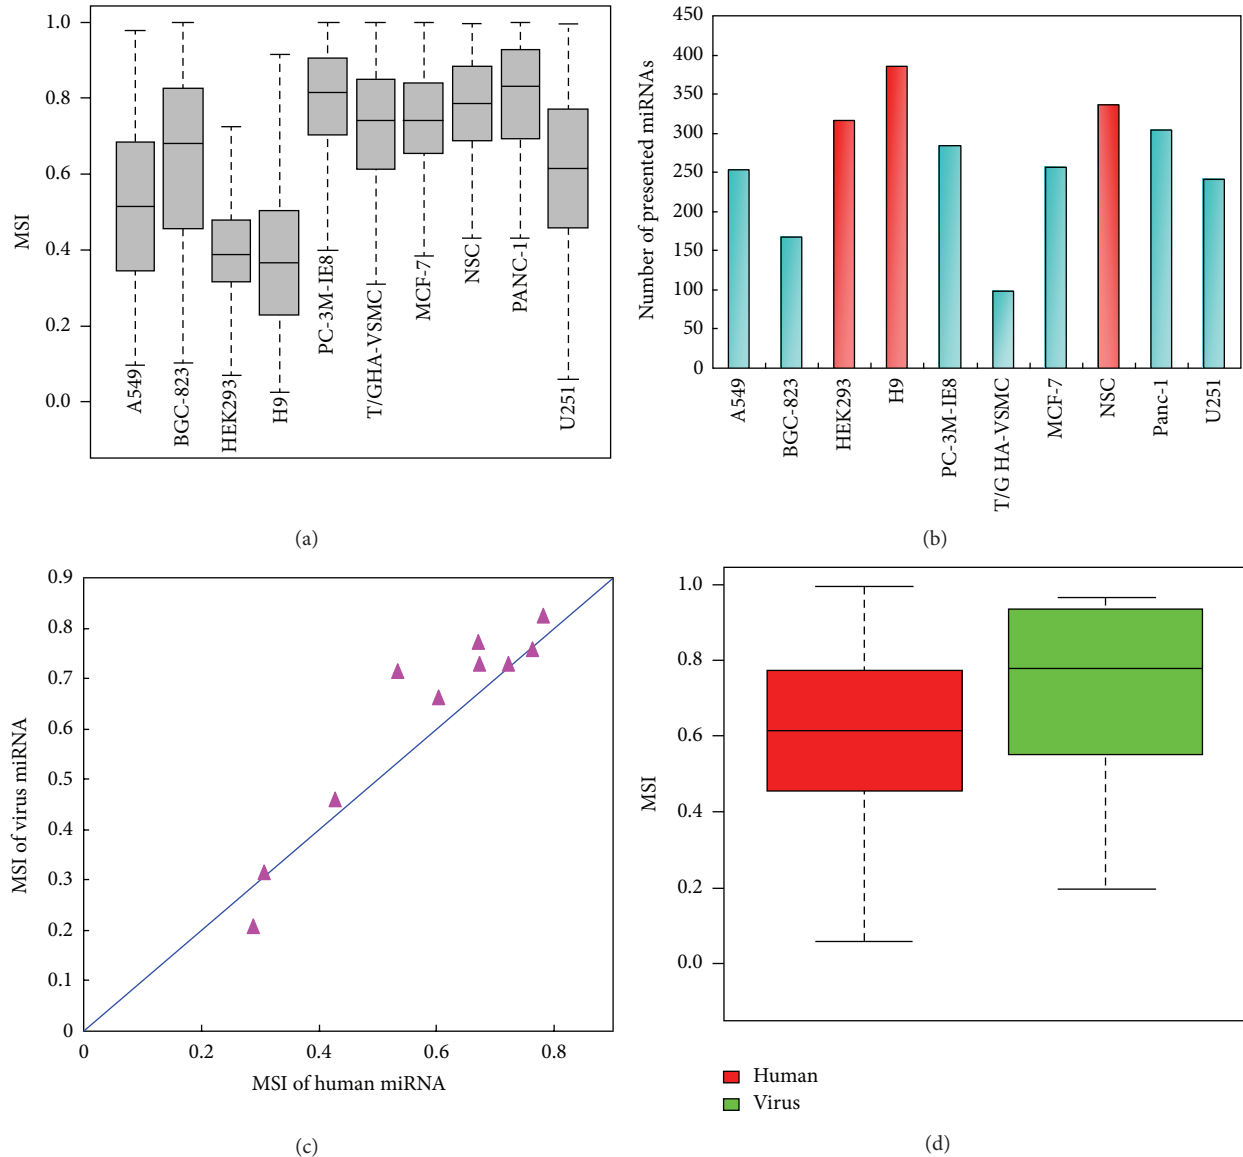 MSI
1.0
0.8
0.6
0.4
0.2
0.0
A549
BGC-823
HEK293
H9
PC-3M-IE8
T/GHA-VSMC
MCF-7
NSC
PANC-1
U251
(a)
Number of presented miRNAs
450
400
350
300
250
200
150
100
50
0
A549
BGC-823
HEK293
H9
PC-3M-IE8
T/G HA-VSMC
MCF-7
NSC
Panc-1
U251
(b)
MSI of virus miRNA
0.9
0.8
0.7
0.6
0.5
0.4
0.3
0.2
0.1
0
0
0.2
0.4
0.6
0.8
MSI of human miRNA
(c)
MSI
1.0
0.8
0.6
0.4
0.2
0.0
Human
Virus
(d)